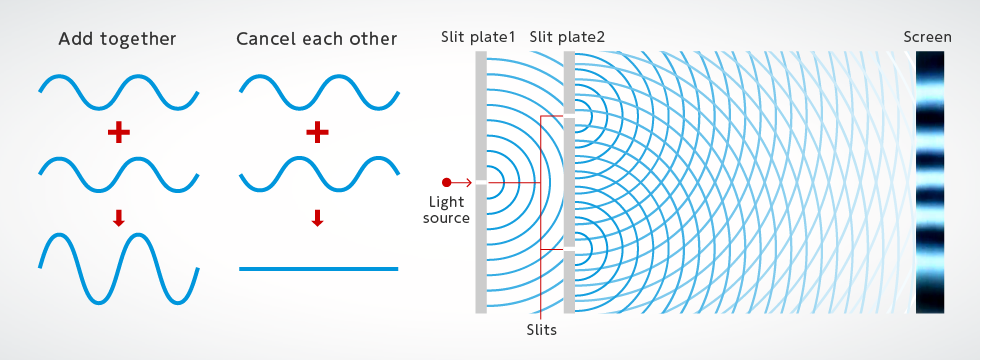 Add together
Cancel each other
Slit plate1
Slit plate2
Screen
Light
source
Slits